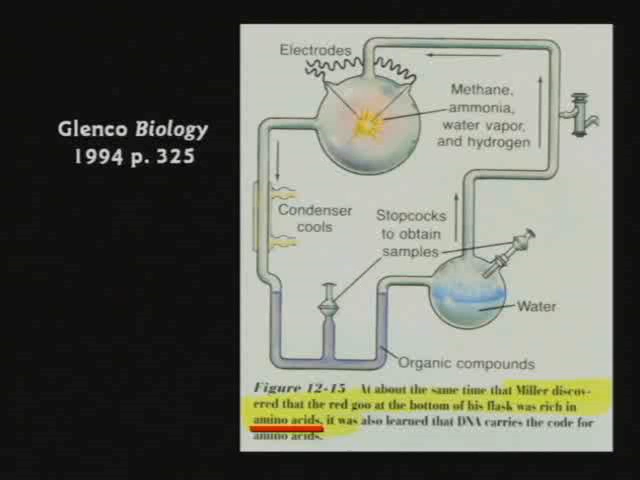 Glenco Biology
1994 p. 325
Electrodes
Methane,
ammonia,
water vapor,
and hydrogen
Condenser
cools
Stopcocks
to obtain
samples
Water
Organic compounds
Figure 12-15 At about the same time that Miller discov-
ered that the red goo at the bottom of his flask was rich in
amino acids, it was also learned that DNA carries the code for
amino acids.